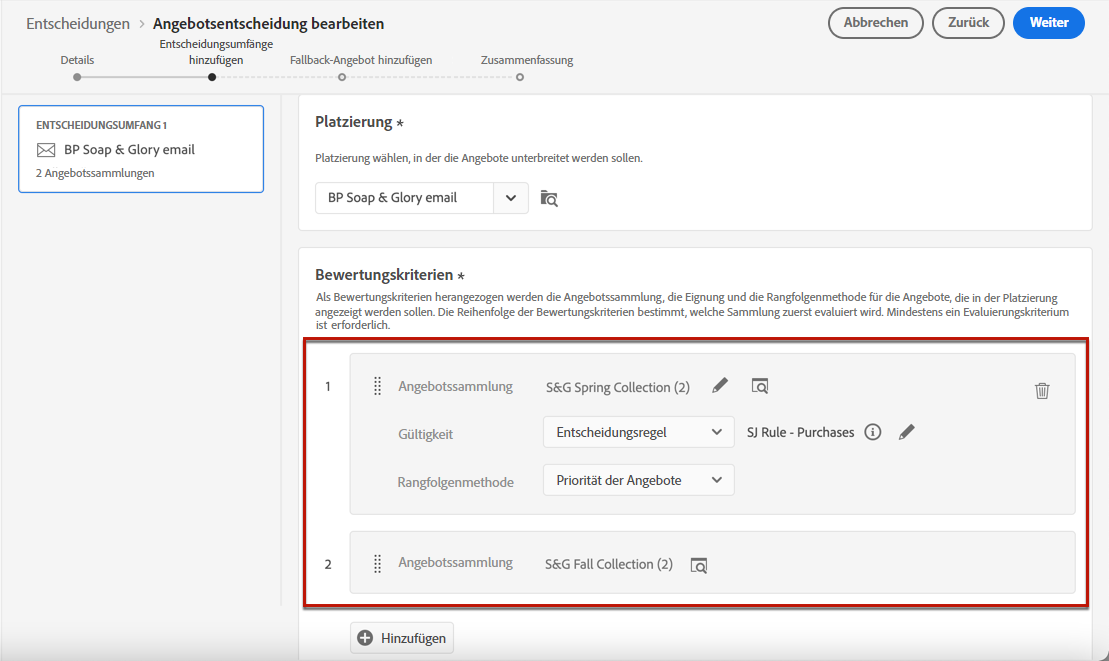 Entscheidungen > Angebotsentscheidung bearbeiten
Abbrechen
Zurück
Weiter
Details
Entscheidungsumfänge
hinzufügen
Fallback-Angebot hinzufügen
Zusammenfassung
ENTSCHEIDUNGSUMFANG 1
BP Soap & Glory email
2 Angebotssammlungen
Platzierung *
Platzierung wählen, in der die Angebote unterbreitet werden sollen.
BP Soap & Glory email
Bewertungskriterien *
Als Bewertungskriterien herangezogen werden die Angebotssammlung, die Eignung und die Rangfolgenmethode für die Angebote, die in der Platzierung
angezeigt werden sollen. Die Reihenfolge der Bewertungskriterien bestimmt, welche Sammlung zuerst evaluiert wird. Mindestens ein Evaluierungskriterium
ist erforderlich.
1 Angebotssammlung S&G Spring Collection (2)
Gültigkeit Entscheidungsregel SJ Rule - Purchases
Rangfolgenmethode Priorität der Angebote
2 Angebotssammlung S&G Fall Collection (2)
Hinzufügen